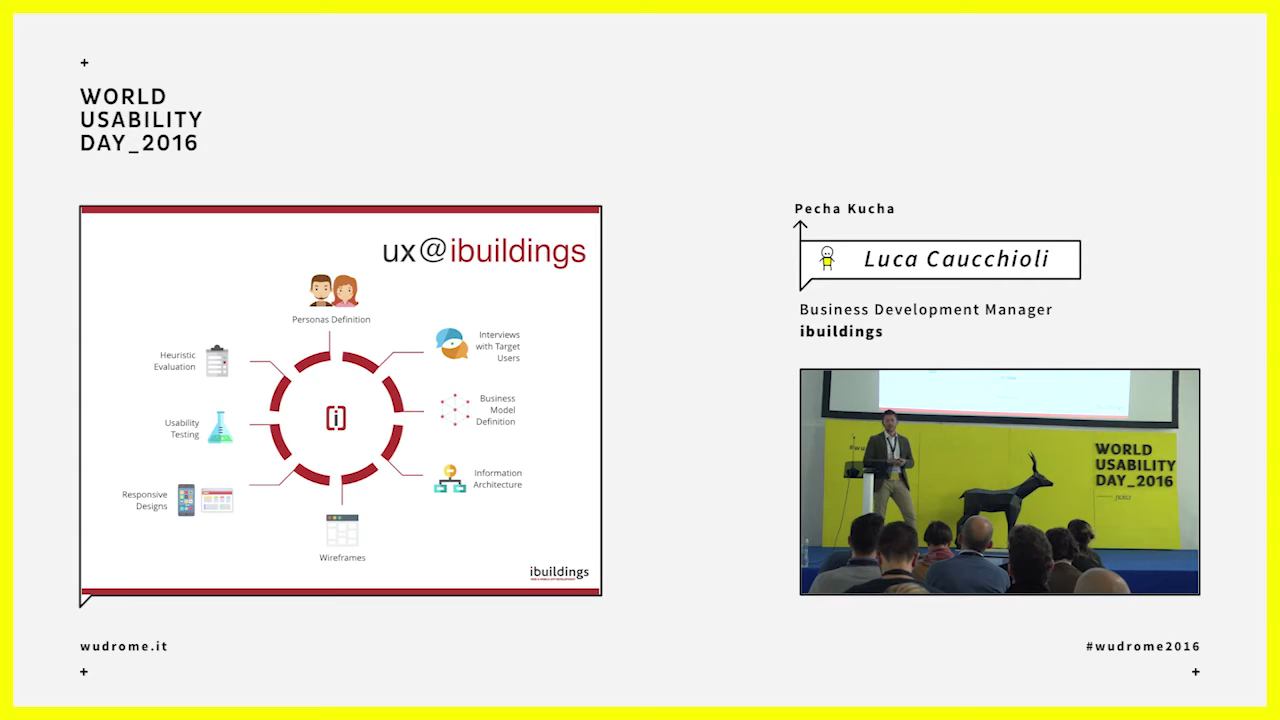 WORLD
USABILITY
DAY_2016
ux@ibuildings
Personas Definition
Interviews
with Target
Users
Business
Model
Definition
Information
Architecture
Wireframes
Responsive
Designs
Usability
Testing
Heuristic
Evaluation
[i]
ibuildings
Pecha Kucha
Luca Caucchioli
Business Development Manager
ibuildings
WORLD
USABILITY
DAY_2016
wudrome.it
#wudrome2016